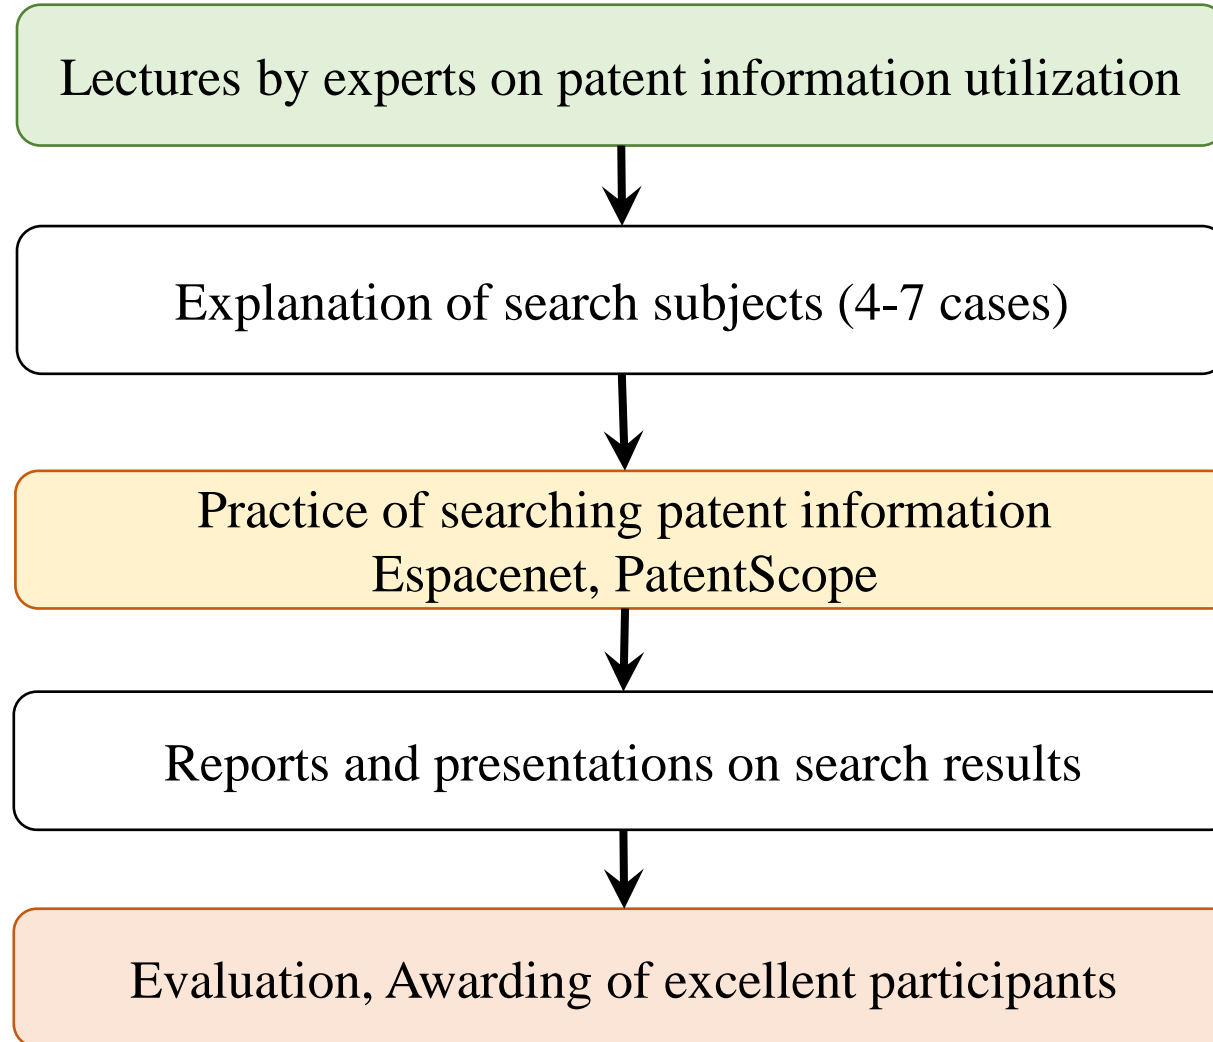 Lectures by experts on patent information utilization
Explanation of search subjects (4-7 cases)
Practice of searching patent information
Espacenet, PatentScope
Reports and presentations on search results
Evaluation, Awarding of excellent participants